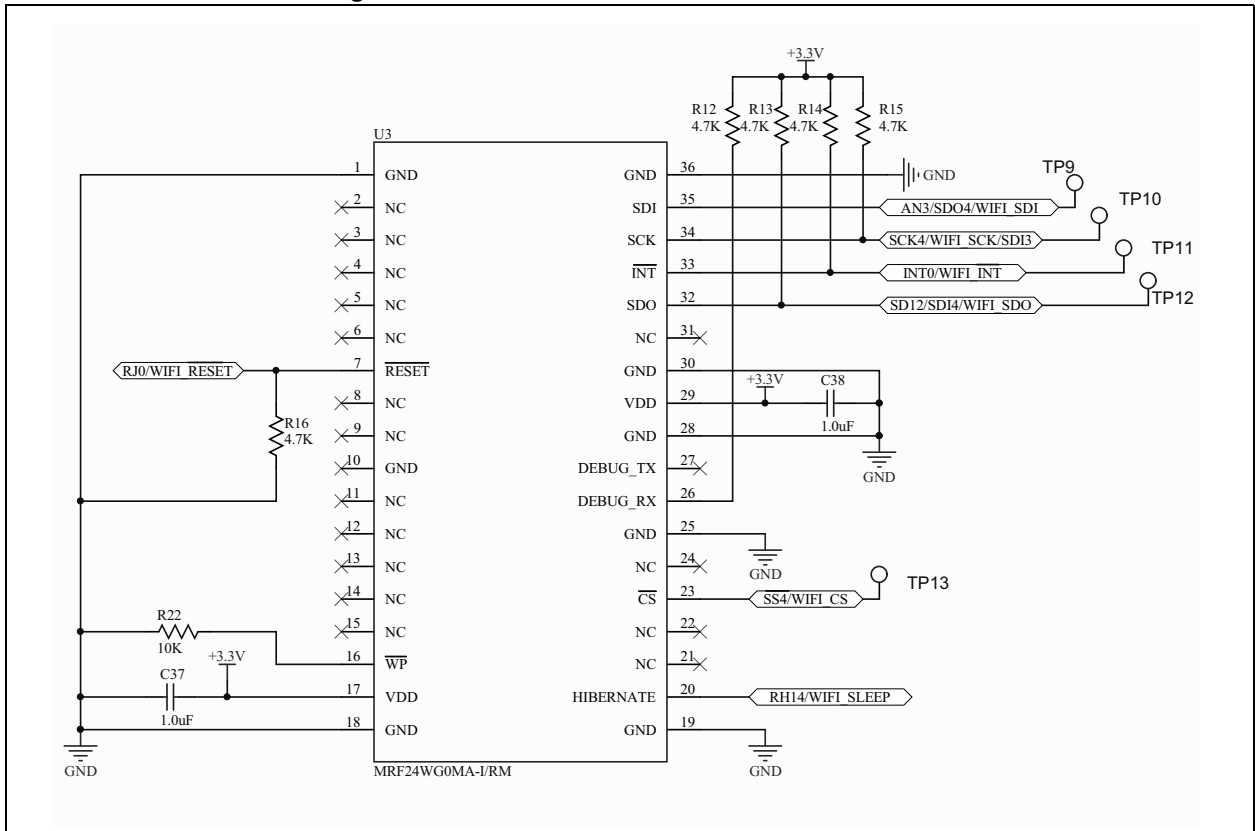 +3.3V
R12
4.7K
R13
4.7K
R14
4.7K
R15
4.7K
U3
1 GND GND 36 GND
2 NC SDI 35 AN3/SDO4/WIFI_SDI TP9
3 NC SCK 34 SCK4/WIFI_SCK/SDI3 TP10
4 NC INT 33 INT0/WIFI_INT TP11
5 NC SDO 32 SD12/SDI4/WIFI_SDO TP12
6 NC NC 31
RJ0/WIFI_RESET 7 RESET GND 30
8 NC VDD 29 +3.3V C38 1.0uF
9 NC GND 28 GND
R16
4.7K
10 GND DEBUG_TX 27
11 NC DEBUG_RX 26
12 NC GND 25 GND
13 NC NC 24
14 NC CS 23 SS4/WIFI_CS TP13
15 NC NC 22
R22
10K
16 WP NC 21
+3.3V
C37
1.0uF
17 VDD HIBERNATE 20 RH14/WIFI_SLEEP
18 GND GND 19
GND
GND
MRF24WG0MA-I/RM